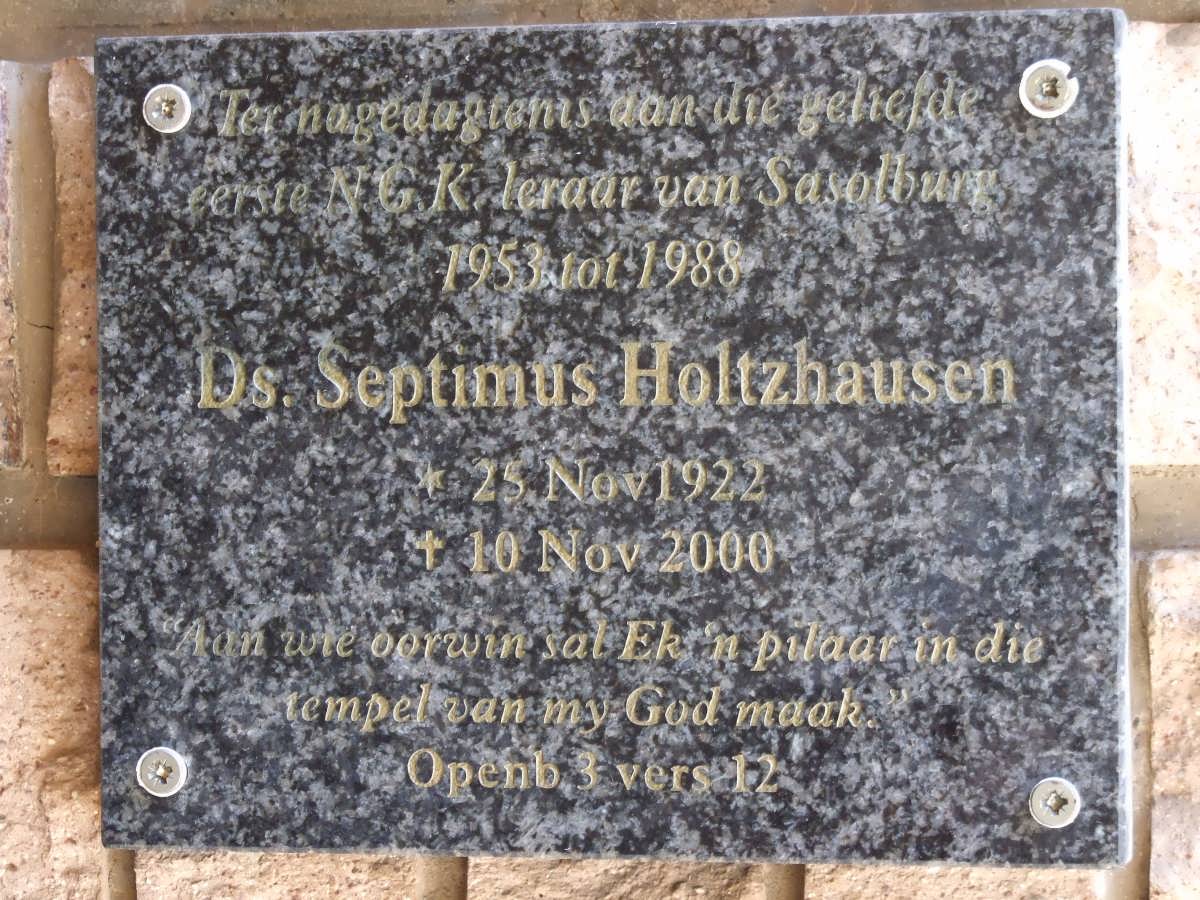 Ter nagedagtenis aan die geliefde
eerste N.G.K. leraar van Sasolburg
1953 tot 1988
Ds. Septimus Holtzhausen
★ 25 Nov1922
✝ 10 Nov 2000
“Aan wie oorwin sal Ek ‘n pilaar in die
tempel van my God maak.”
Openb 3 vers 12